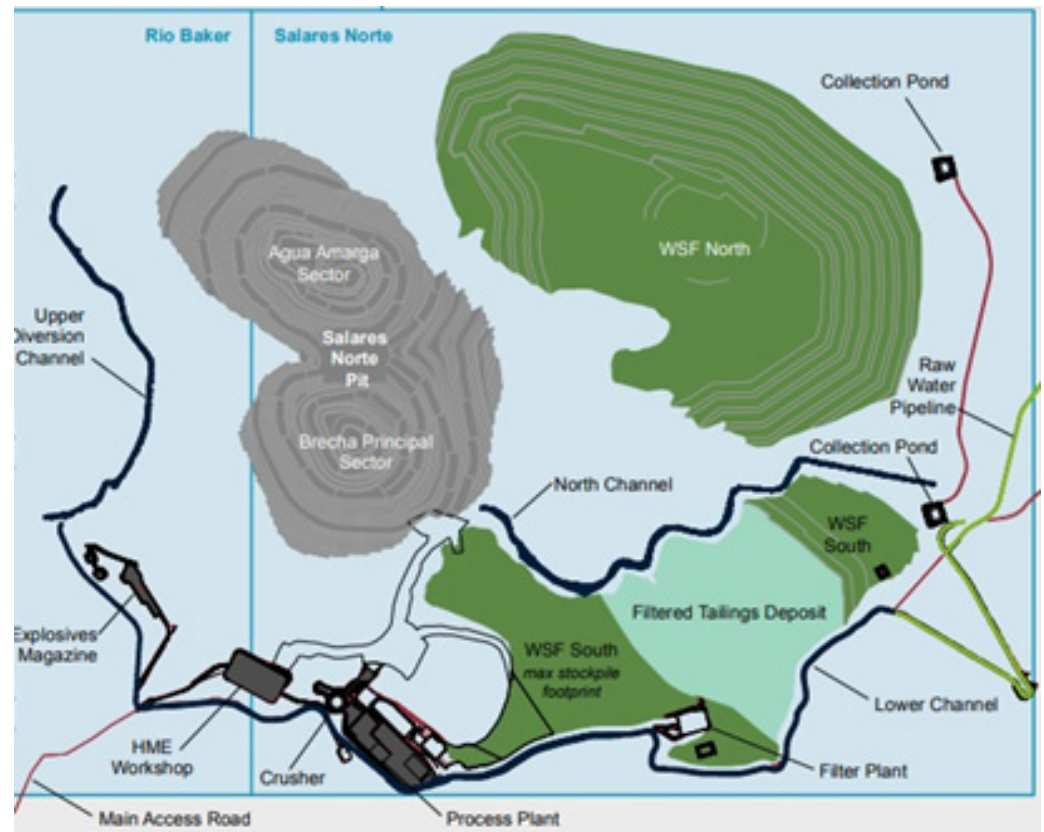 Rio Baker
Salares Norte
Collection Pond
WSF North
Agua Amarga
Sector
Upper
Diversion
Channel
Salares
Norte
Pit
Raw
Water
Pipeline
Brecha Principal
Sector
Collection Pond
North Channel
WSF
South
Filtered Tailings Deposit
Explosives
Magazine
WSF South
max stockpile
footprint
Lower Channel
HME
Workshop
Crusher
Filter Plant
Main Access Road
Process Plant